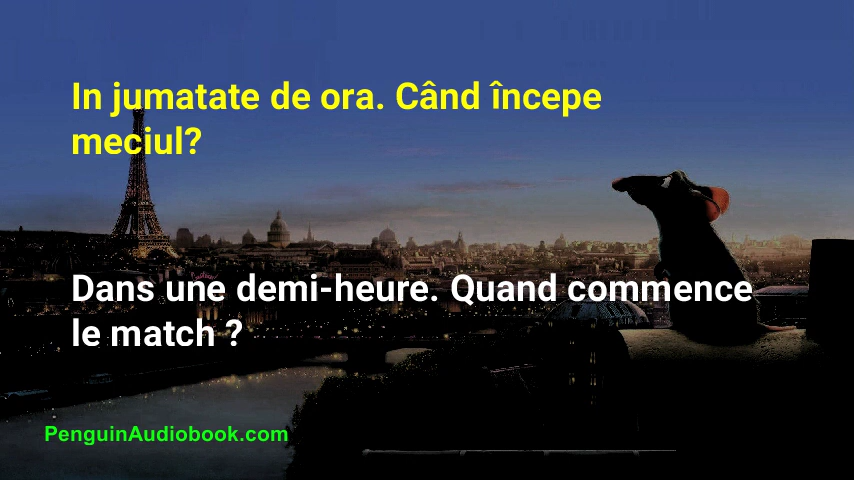 In jumatate de ora. Când începe
meciul?
Dans une demi-heure. Quand commence
le match ?
PenguinAudiobook.com